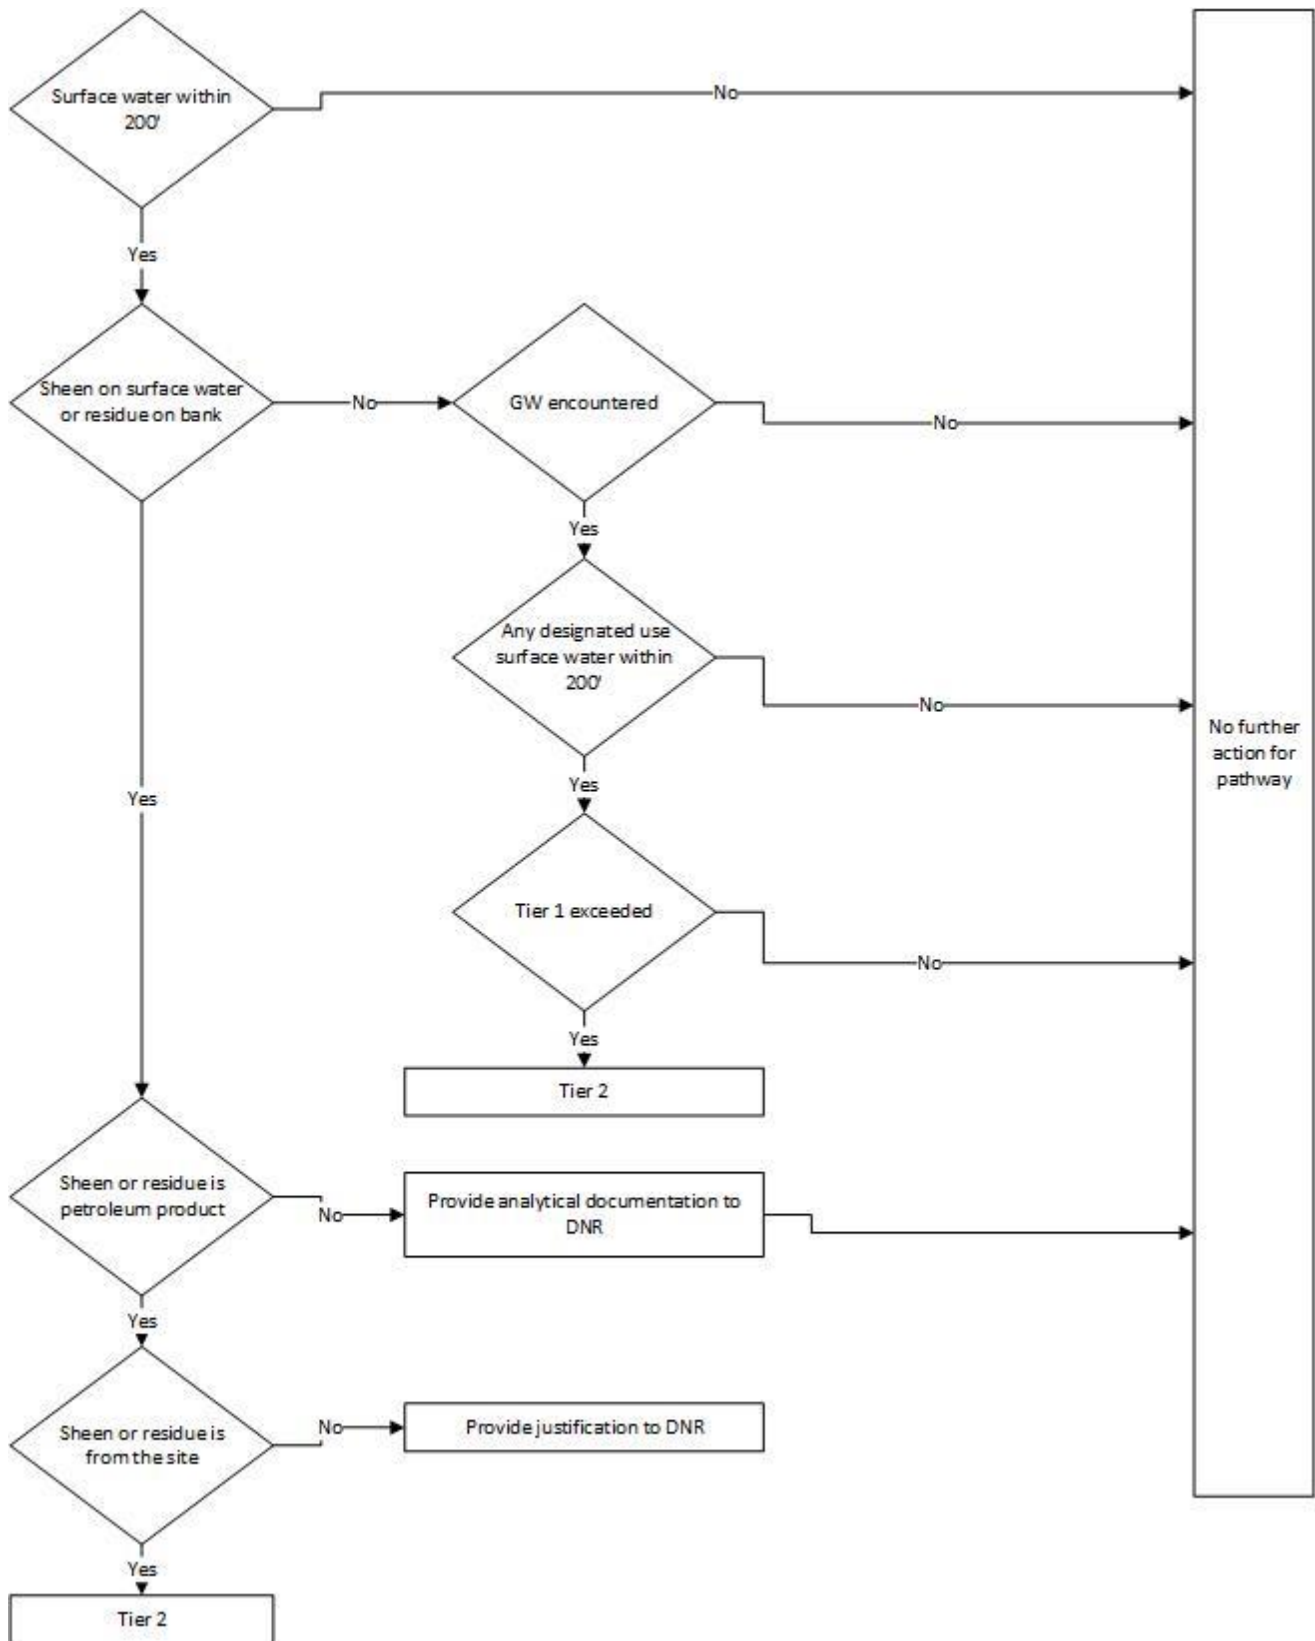 Surface water within
200'
No
Yes
Sheen on surface water
or residue on bank
No
GW encountered
No
Yes
Any designated use
surface water within
200'
No
Yes
Tier 1 exceeded
No
Yes
Tier 2
No further
action for
pathway
Yes
Sheen or residue is
petroleum product
No
Provide analytical documentation to
DNR
Yes
Sheen or residue is
from the site
No
Provide justification to DNR
Yes
Tier 2